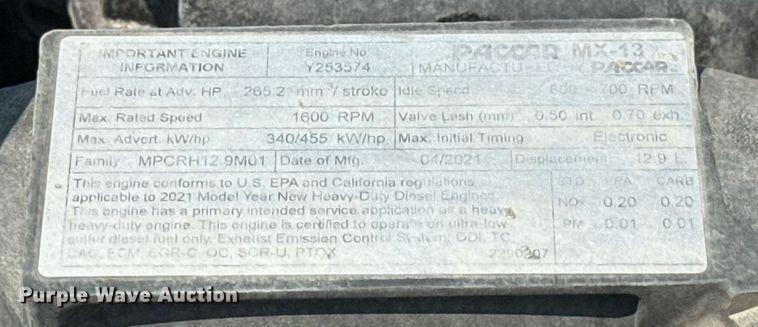 IMPORTANT ENGINE INFORMATION
Engine No. Y253574
PACCAR MX-13
MANUFACTURED PACCAR
Fuel Rate at Adv. HP 265.2 mm³/stroke Idle Speed 600 - 700 RPM
Max. Rated Speed 1600 RPM Valve Lash (mm) 0.50 int. 0.70 exh.
Max. Advert. kW/hp 340/455 kW/hp Max. Initial Timing Electronic
Family MPCRH12.9M01 Date of Mfg. 04/2021 Displacement 12.9 L
This engine conforms to U.S. EPA and California regulations STD EPA CARB
applicable to 2021 Model Year New Heavy-Duty Diesel Engines.
This engine has a primary intended service application as a heavy NOx 0.20 0.20
heavy-duty engine. This engine is certified to operate on ultra-low PM 0.01 0.01
sulfur diesel fuel only. Exhaust Emission Control System: DDI, TC,
CAC, ECM, EGR-C, OC, SCR-U, PTOX
Purple Wave Auction